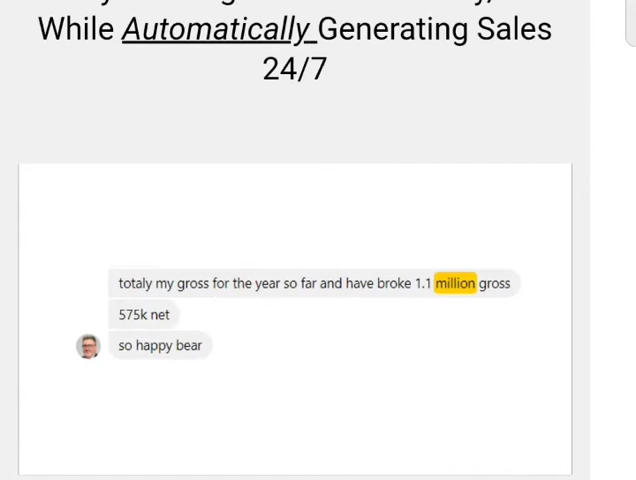 While Automatically Generating Sales
24/7
totaly my gross for the year so far and have broke 1.1 million gross
575k net
so happy bear